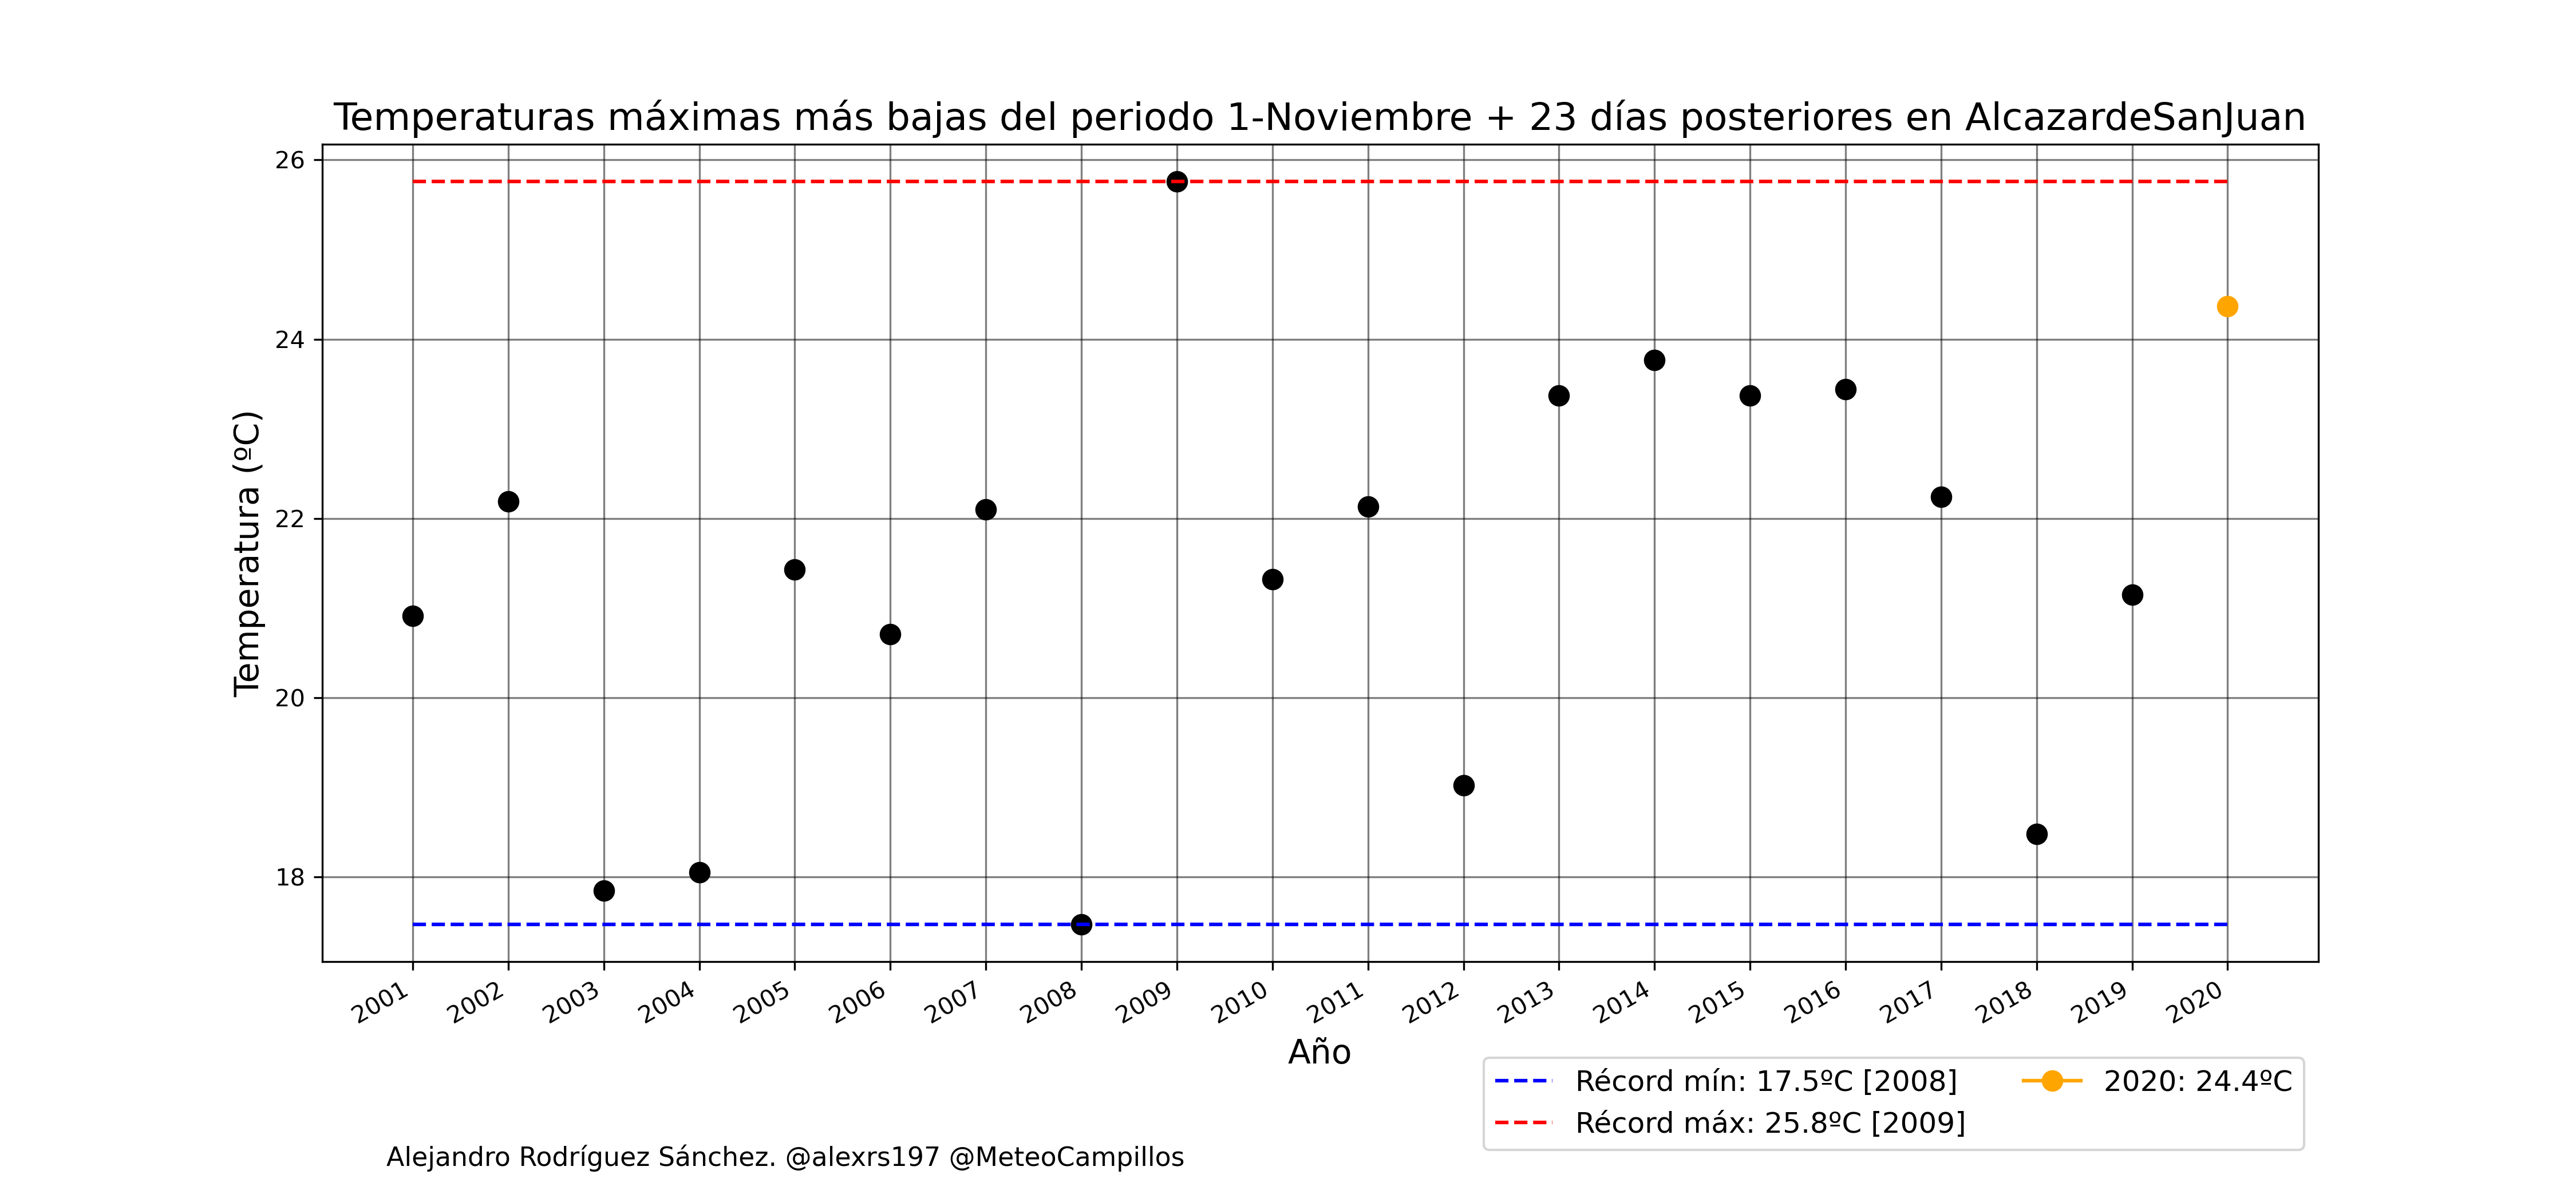 Temperaturas máximas más bajas del periodo 1-Noviembre + 23 días posteriores en AlcazardeSanJuan
Temperatura (ºC)
26
24
22
20
18
2001 2002 2003 2004 2005 2006 2007 2008 2009 2010 2011 2012 2013 2014 2015 2016 2017 2018 2019 2020
Año
Récord mín: 17.5ºC [2008]
Récord máx: 25.8ºC [2009]
2020: 24.4ºC
Alejandro Rodríguez Sánchez. @alexrs197 @MeteoCampillos